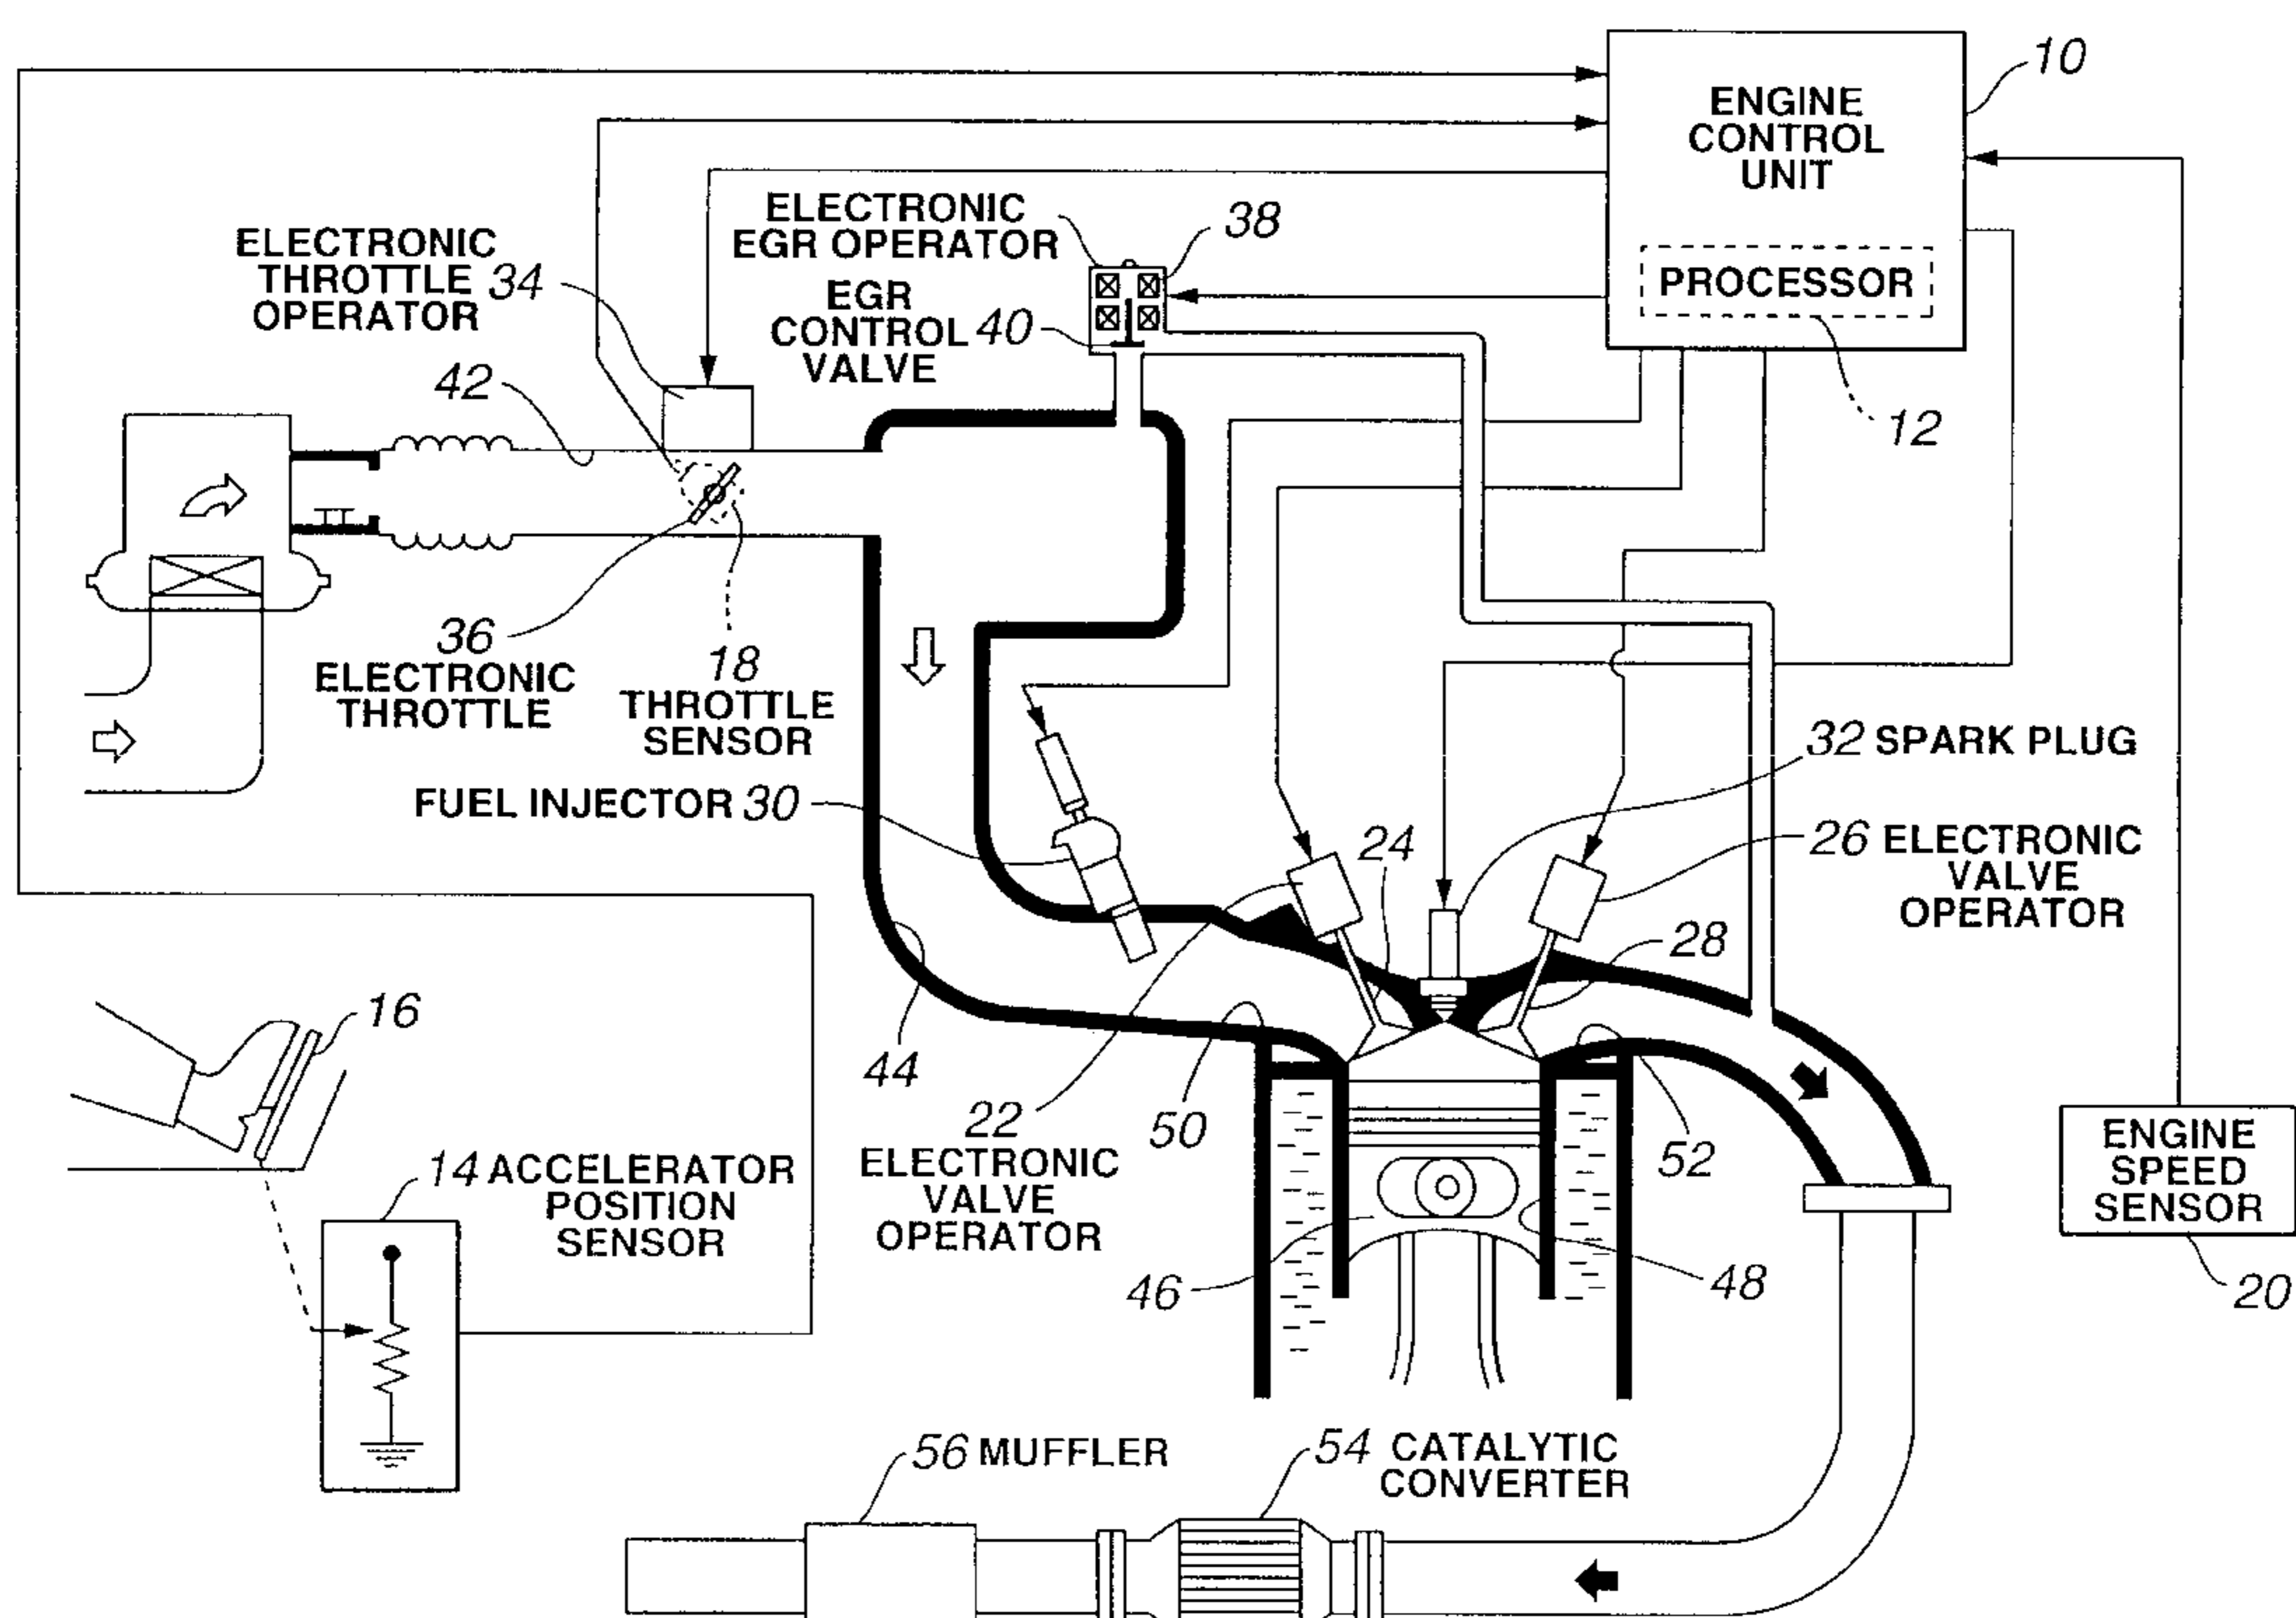 10
ENGINE
CONTROL
UNIT
PROCESSOR
12
ELECTRONIC
EGR OPERATOR
38
ELECTRONIC
THROTTLE 34
OPERATOR
EGR
CONTROL 40
VALVE
42
36
ELECTRONIC
THROTTLE
18
THROTTLE
SENSOR
32 SPARK PLUG
FUEL INJECTOR 30
24
26 ELECTRONIC
VALVE
OPERATOR
28
16
44
50
22
ELECTRONIC
VALVE
OPERATOR
52
ENGINE
SPEED
SENSOR
20
14 ACCELERATOR
POSITION
SENSOR
46
48
56 MUFFLER
54 CATALYTIC
CONVERTER